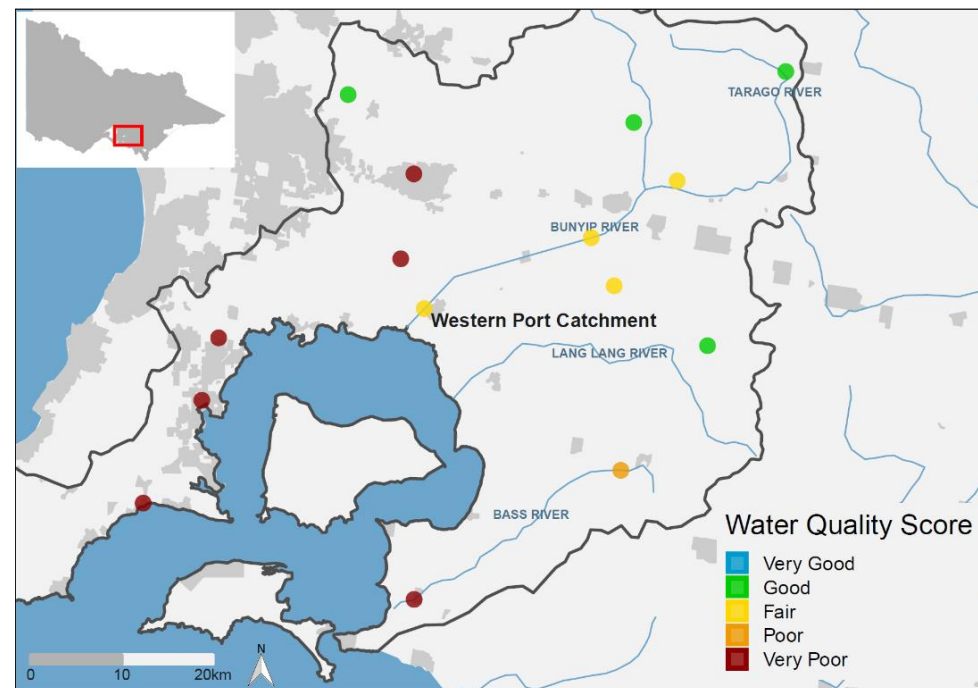 TARAGO RIVER
BUNYIP RIVER
Western Port Catchment
LANG LANG RIVER
BASS RIVER
Water Quality Score
Very Good
Good
Fair
Poor
Very Poor
N
0 10 20km